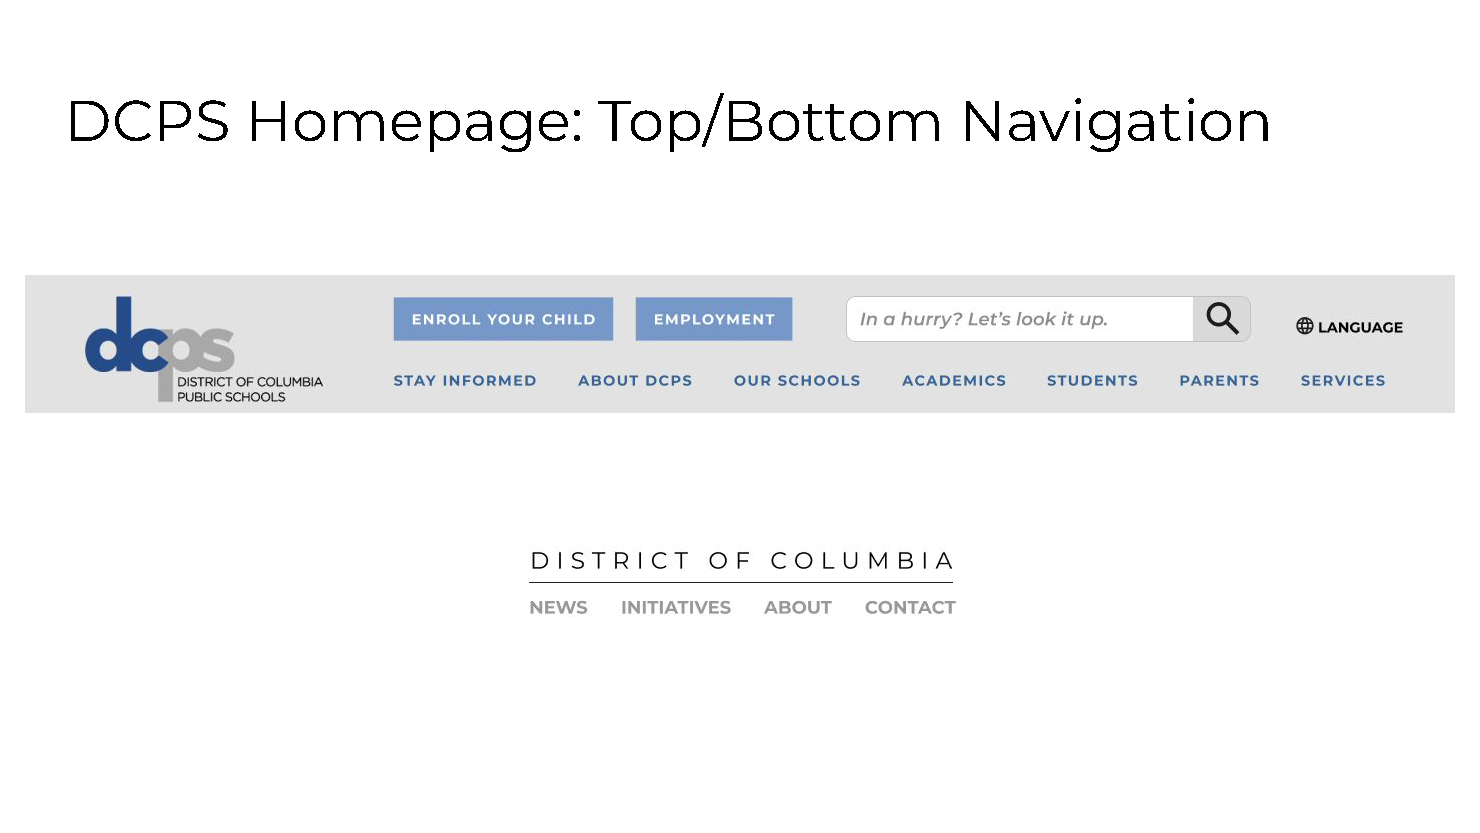 DCPS Homepage: Top/Bottom Navigation
dcps
DISTRICT OF COLUMBIA
PUBLIC SCHOOLS
ENROLL YOUR CHILD
EMPLOYMENT
In a hurry? Let's look it up.
LANGUAGE
STAY INFORMED ABOUT DCPS OUR SCHOOLS ACADEMICS STUDENTS PARENTS SERVICES
DISTRICT OF COLUMBIA
NEWS INITIATIVES ABOUT CONTACT